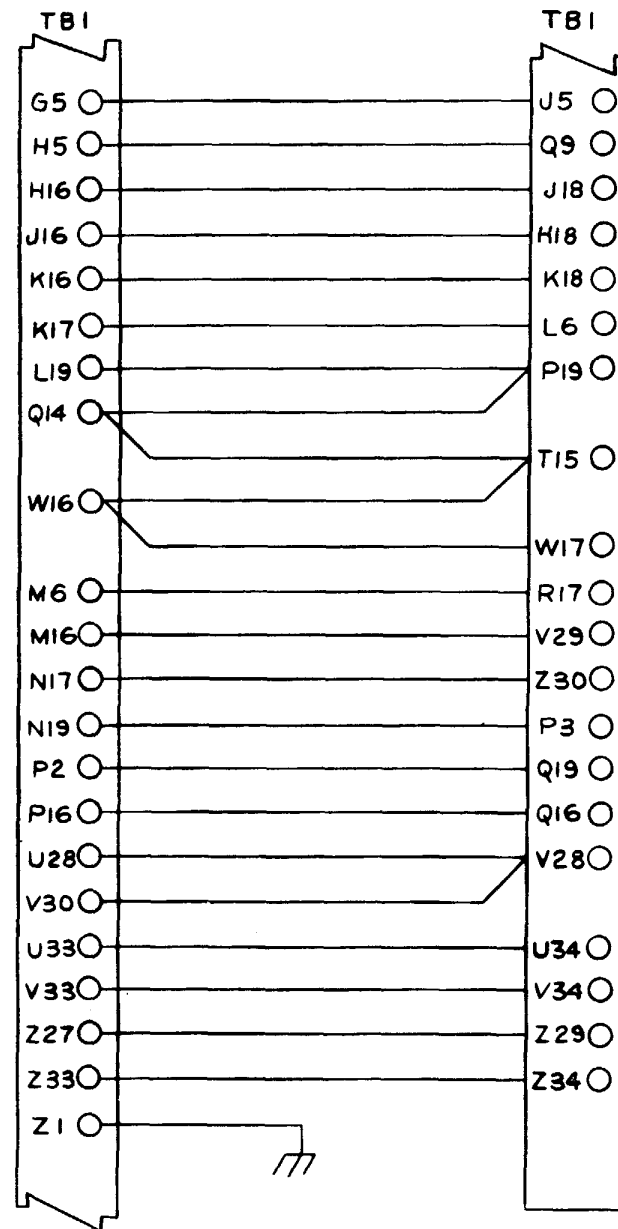 TB1 TB1
G5 J5
H5 Q9
H16 J18
J16 H18
K16 K18
K17 L6
L19 P19
Q14
T15
W16
W17
M6 R17
M16 V29
N17 Z30
N19 P3
P2 Q19
P16 Q16
U28 V28
V30
U33 U34
V33 V34
Z27 Z29
Z33 Z34
Z1